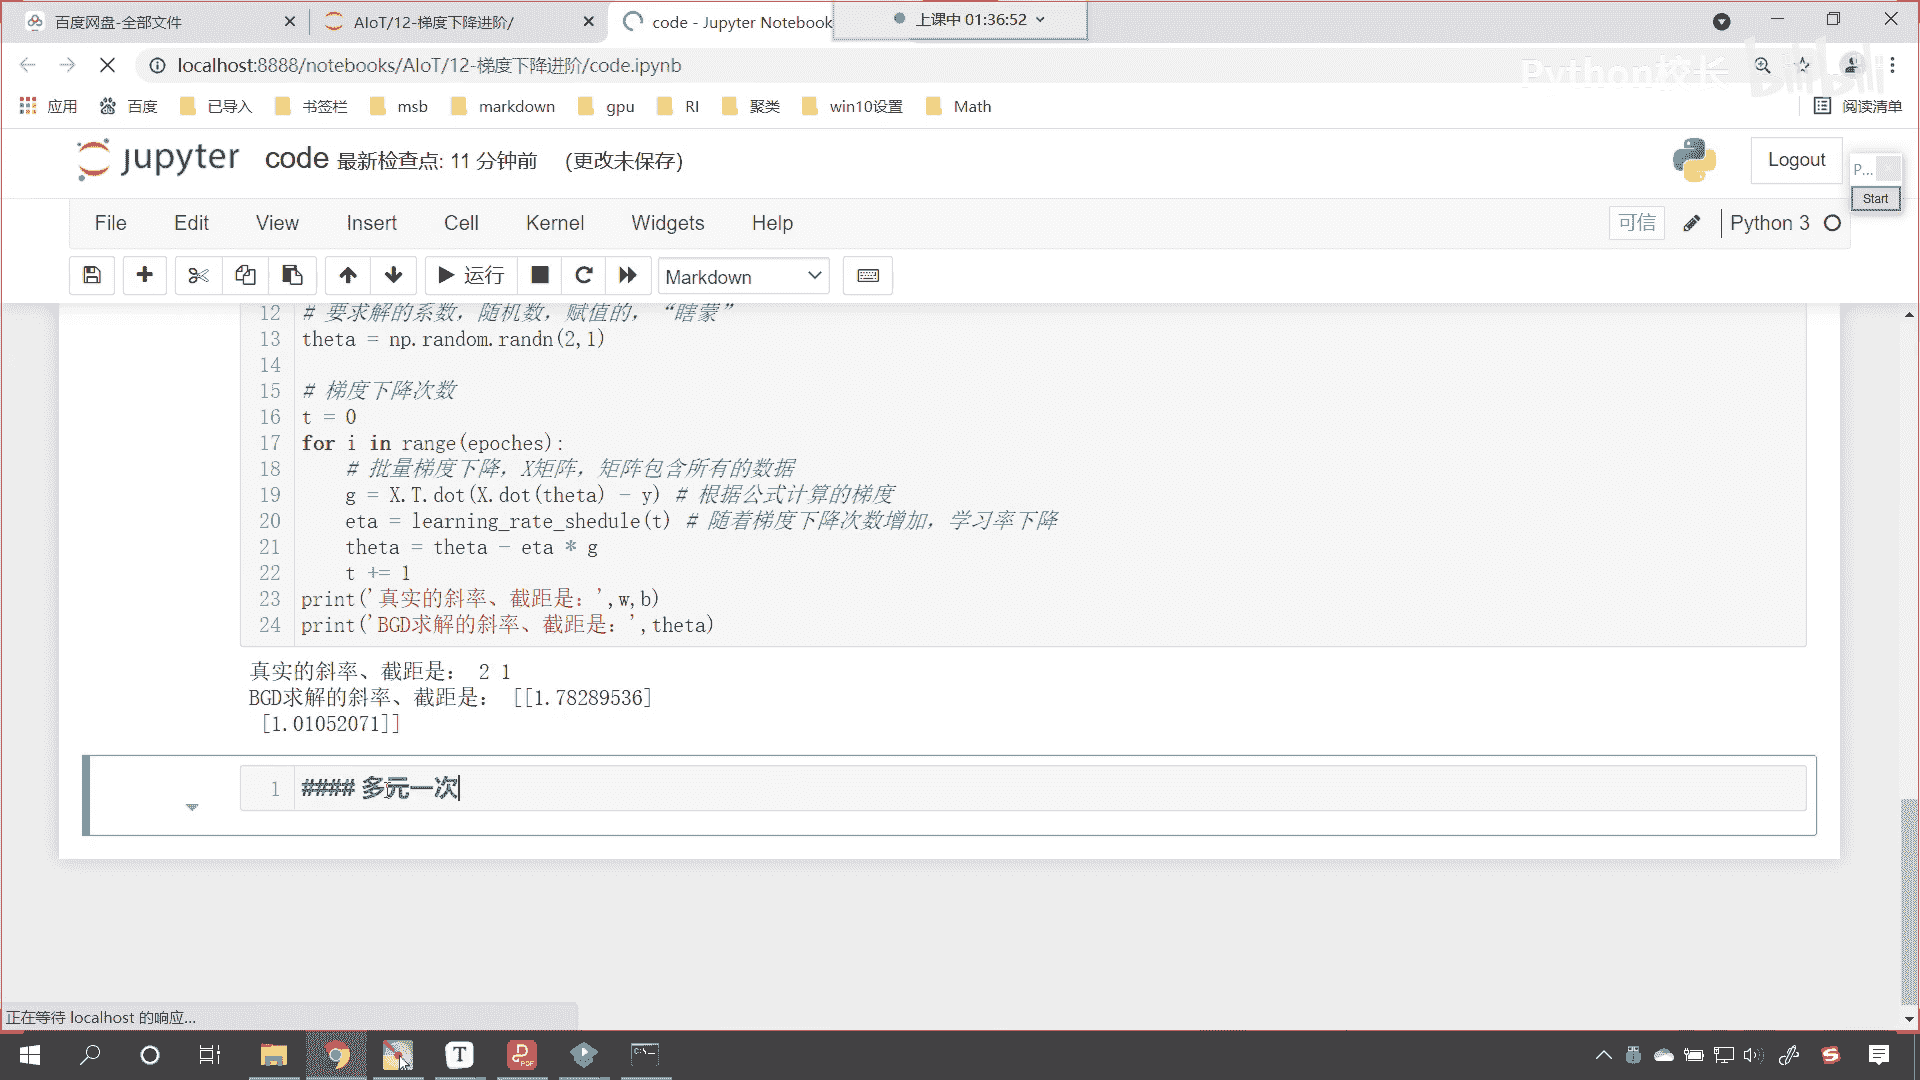 百度网盘-全部文件
AIoT/12-梯度下降进阶/
code - Jupyter Notebook
上课中 01:36:52
localhost:8888/notebooks/AIoT/12-梯度下降进阶/code.ipynb
Python校长
bilibili
应用
百度
已导入
书签栏
msb
markdown
gpu
RI
聚类
win10设置
Math
阅读清单
jupyter code 最新检查点: 11 分钟前 (更改未保存)
Logout
P...
Start
File Edit View Insert Cell Kernel Widgets Help
可信
Python 3
运行
Markdown
12 # 要求解的系数，随机数，赋值的，“瞎蒙”
13 theta = np.random.randn(2,1)
14
15 # 梯度下降次数
16 t = 0
17 for i in range(epoches):
18 # 批量梯度下降，X矩阵，矩阵包含所有的数据
19 g = X.T.dot(X.dot(theta) - y) # 根据公式计算的梯度
20 eta = learning_rate_shedule(t) # 随着梯度下降次数增加，学习率下降
21 theta = theta - eta * g
22 t += 1
23 print('真实的斜率、截距是：',w,b)
24 print('BGD求解的斜率、截距是：',theta)
真实的斜率、截距是： 2 1
BGD求解的斜率、截距是： [[1.78289536]
[1.01052071]]
1 #### 多元一次
正在等待 localhost 的响应...